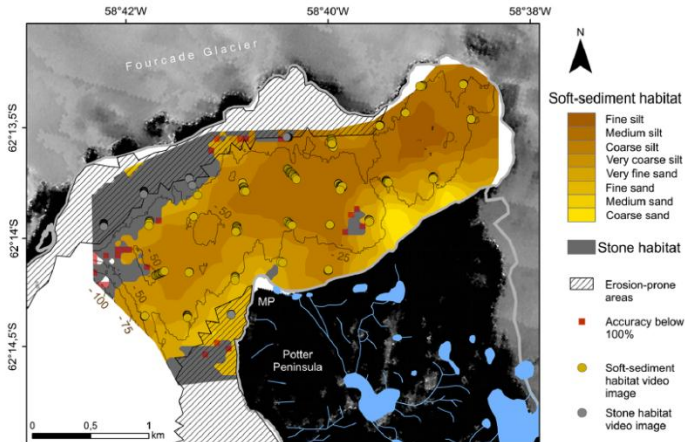 58°42'W
58°40'W
58°38'W
N
Fourcade Glacier
62°13,5'S
62°14'S
62°14,5'S
-50
-50
-50
-50
-25
-100
-75
MP
Potter
Peninsula
0
0,5
1
km
Soft-sediment habitat
Fine silt
Medium silt
Coarse silt
Very coarse silt
Very fine sand
Fine sand
Medium sand
Coarse sand
Stone habitat
Erosion-prone
areas
Accuracy below
100%
Soft-sediment
habitat video
image
Stone habitat
video image